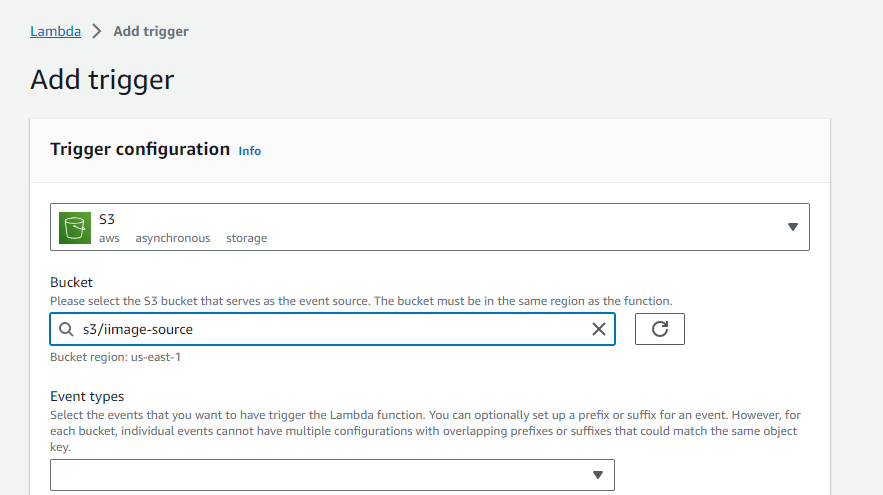 Lambda > Add trigger
Add trigger
Trigger configuration Info
S3
aws asynchronous storage
Bucket
Please select the S3 bucket that serves as the event source. The bucket must be in the same region as the function.
s3/iimage-source
Bucket region: us-east-1
Event types
Select the events that you want to have trigger the Lambda function. You can optionally set up a prefix or suffix for an event. However, for
each bucket, individual events cannot have multiple configurations with overlapping prefixes or suffixes that could match the same object
key.